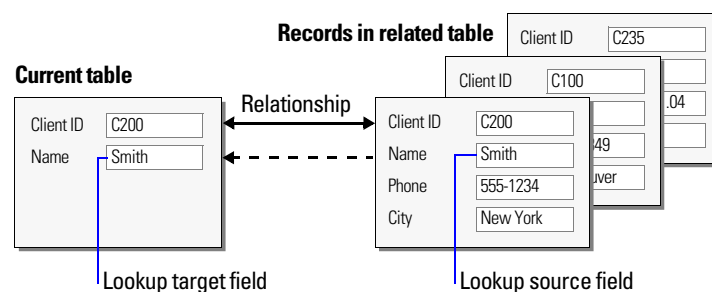 Records in related table
Client ID C235
.04
Client ID C100
849
uver
Current table
Client ID C200
Name Smith
Relationship
Client ID C200
Name Smith
Phone 555-1234
City New York
Lookup target field
Lookup source field